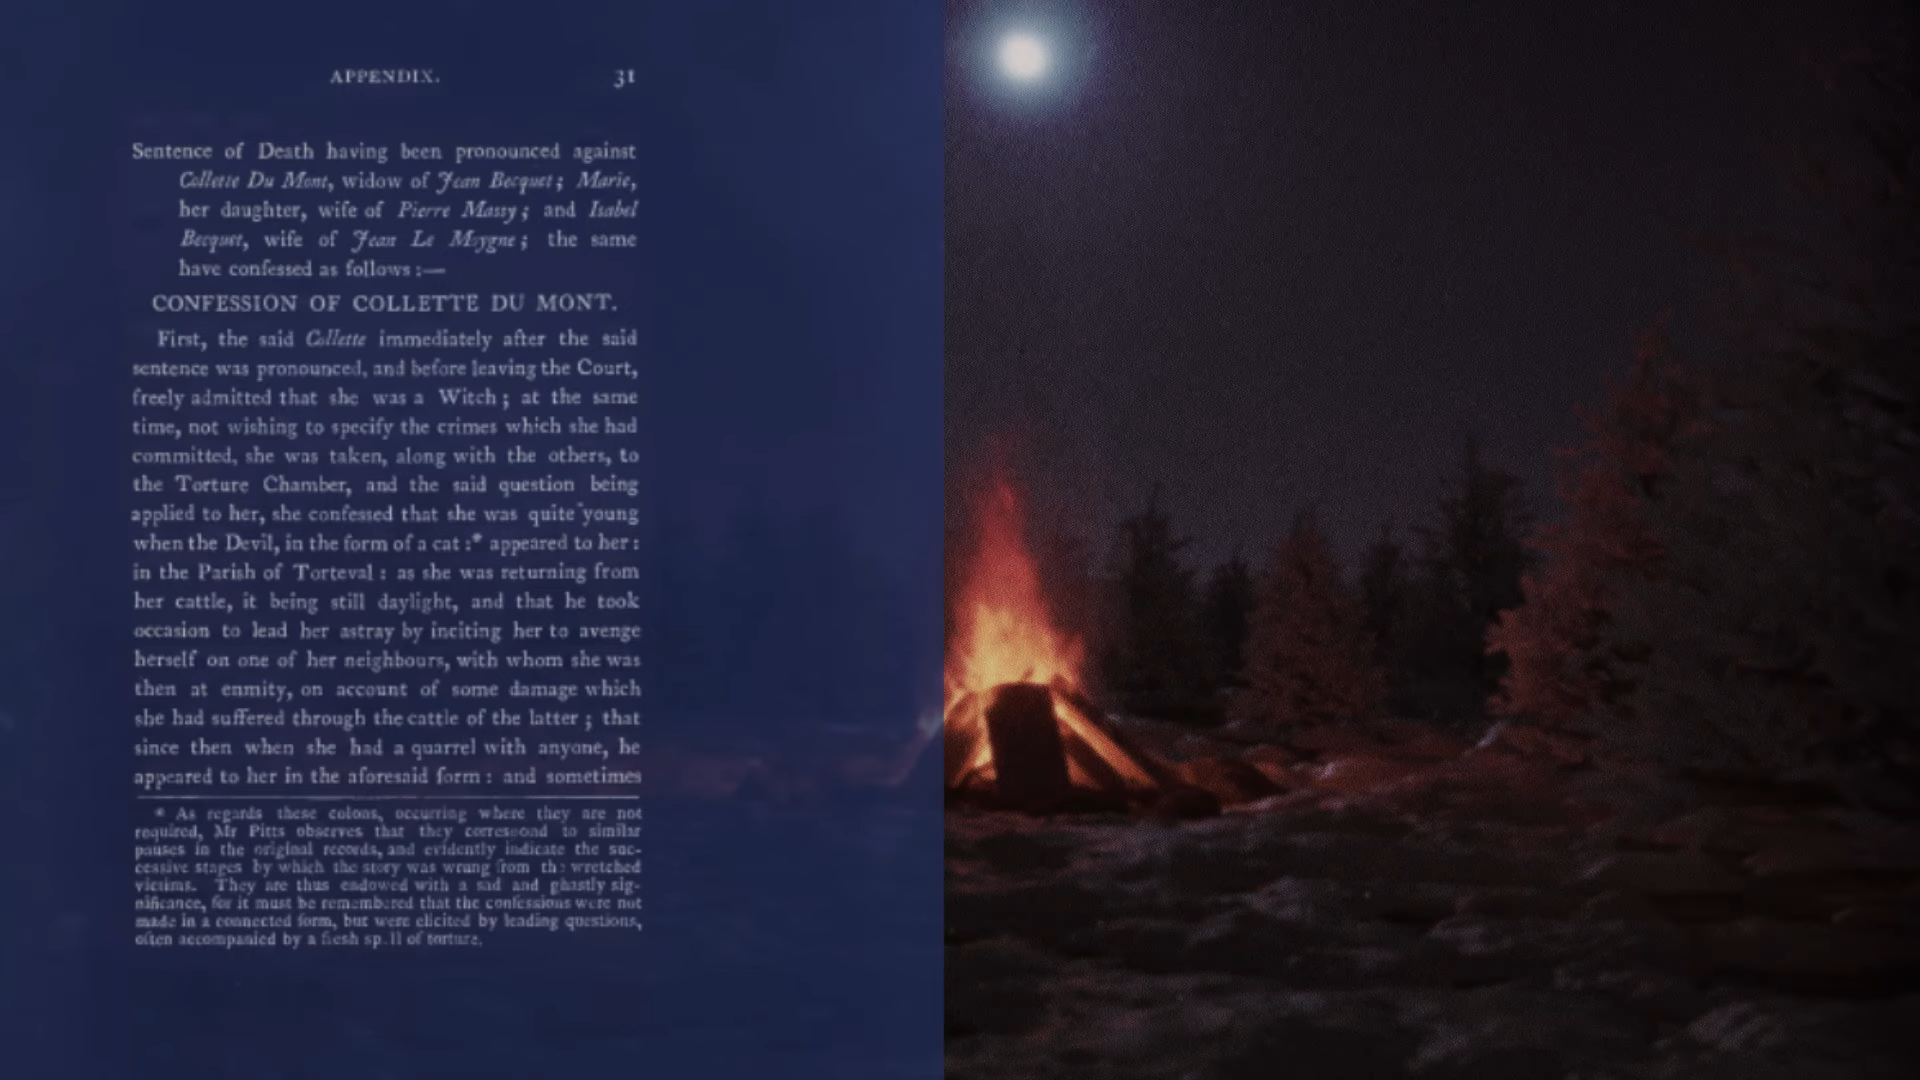 APPENDIX. 31
Sentence of Death having been pronounced against
Collette Du Mont, widow of Jean Becquet; Marie,
her daughter, wife of Pierre Massy; and Isabel
Becquet, wife of Jean Le Moygne; the same
have confessed as follows:—
CONFESSION OF COLLETTE DU MONT.
First, the said Collette immediately after the said
sentence was pronounced, and before leaving the Court,
freely admitted that she was a Witch; at the same
time, not wishing to specify the crimes which she had
committed, she was taken, along with the others, to
the Torture Chamber, and the said question being
applied to her, she confessed that she was quite young
when the Devil, in the form of a cat:* appeared to her:
in the Parish of Torteval: as she was returning from
her cattle, it being still daylight, and that he took
occasion to lead her astray by inciting her to avenge
herself on one of her neighbours, with whom she was
then at enmity, on account of some damage which
she had suffered through the cattle of the latter; that
since then when she had a quarrel with anyone, he
appeared to her in the aforesaid form: and sometimes
* As regards these colons, occurring where they are not
required, Mr Pitts observes that they correspond to similar
pauses in the original records, and evidently indicate the suc-
cessive stages by which the story was wrung from the wretched
victims. They are thus endowed with a sad and ghastly sig-
nificance, for it must be remembered that the confessions were not
made in a connected form, but were elicited by leading questions,
often accompanied by a fresh spell of torture.